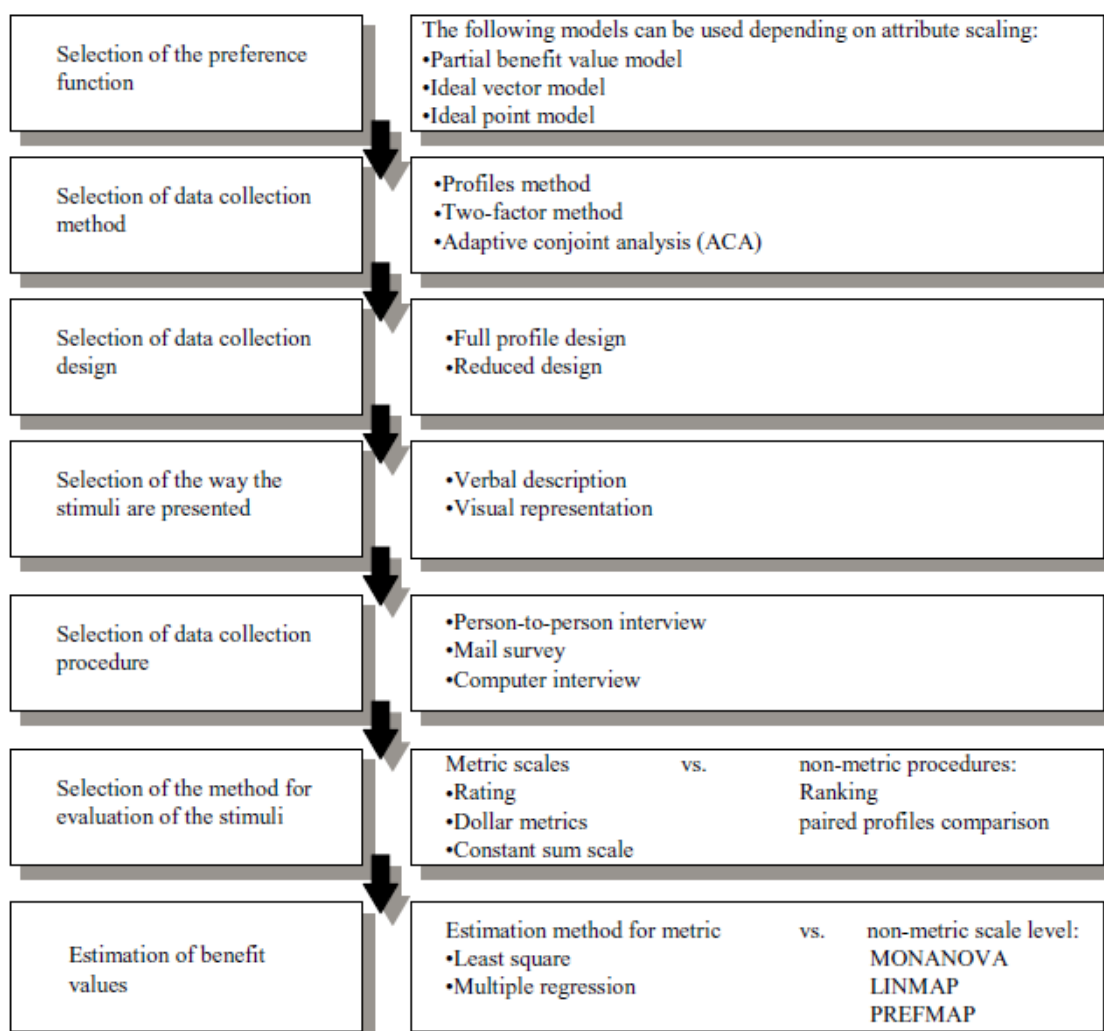 Selection of the preference
function
The following models can be used depending on attribute scaling:
•Partial benefit value model
•Ideal vector model
•Ideal point model
Selection of data collection
method
•Profiles method
•Two-factor method
•Adaptive conjoint analysis (ACA)
Selection of data collection
design
•Full profile design
•Reduced design
Selection of the way the
stimuli are presented
•Verbal description
•Visual representation
Selection of data collection
procedure
•Person-to-person interview
•Mail survey
•Computer interview
Selection of the method for
evaluation of the stimuli
Metric scales vs. non-metric procedures:
•Rating Ranking
•Dollar metrics paired profiles comparison
•Constant sum scale
Estimation of benefit
values
Estimation method for metric vs. non-metric scale level:
•Least square MONANOVA
•Multiple regression LINMAP
PREFMAP